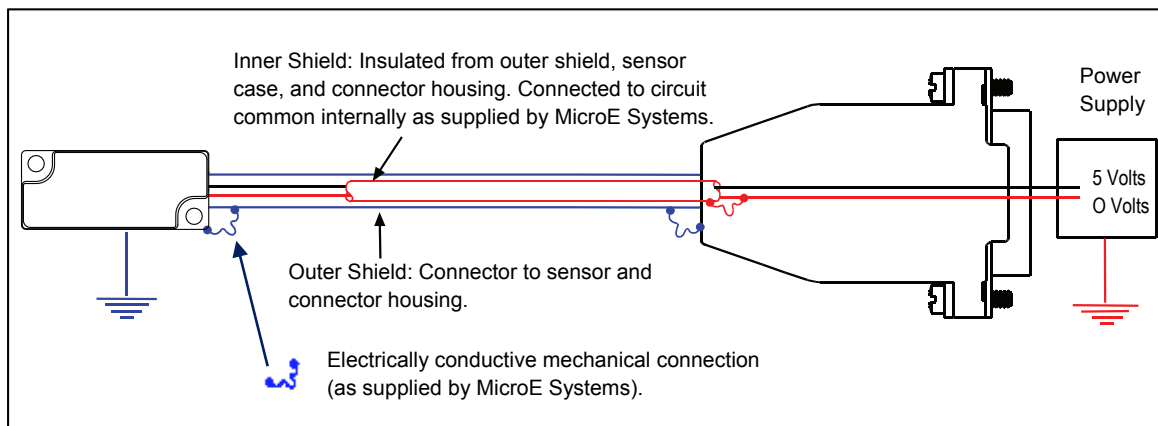 Inner Shield: Insulated from outer shield, sensor
case, and connector housing. Connected to circuit
common internally as supplied by MicroE Systems.
Power
Supply
5 Volts
O Volts
Outer Shield: Connector to sensor and
connector housing.
Electrically conductive mechanical connection
(as supplied by MicroE Systems).